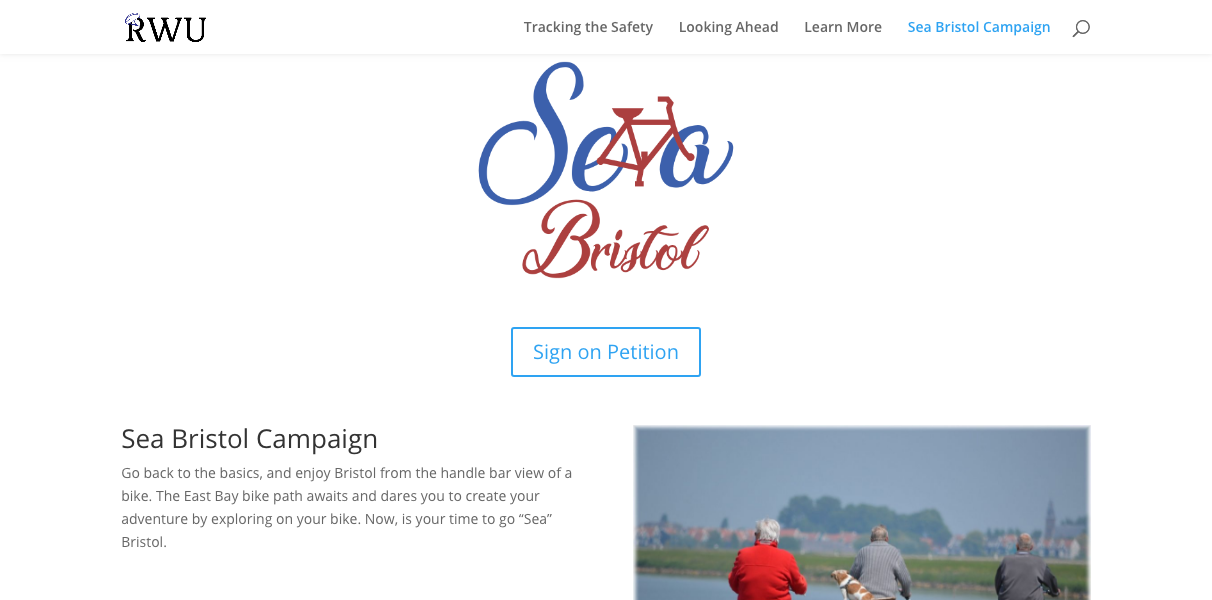 RWU
Tracking the Safety
Looking Ahead
Learn More
Sea Bristol Campaign
Sea
Bristol
Sign on Petition
Sea Bristol Campaign
Go back to the basics, and enjoy Bristol from the handle bar view of a
bike. The East Bay bike path awaits and dares you to create your
adventure by exploring on your bike. Now, is your time to go “Sea”
Bristol.